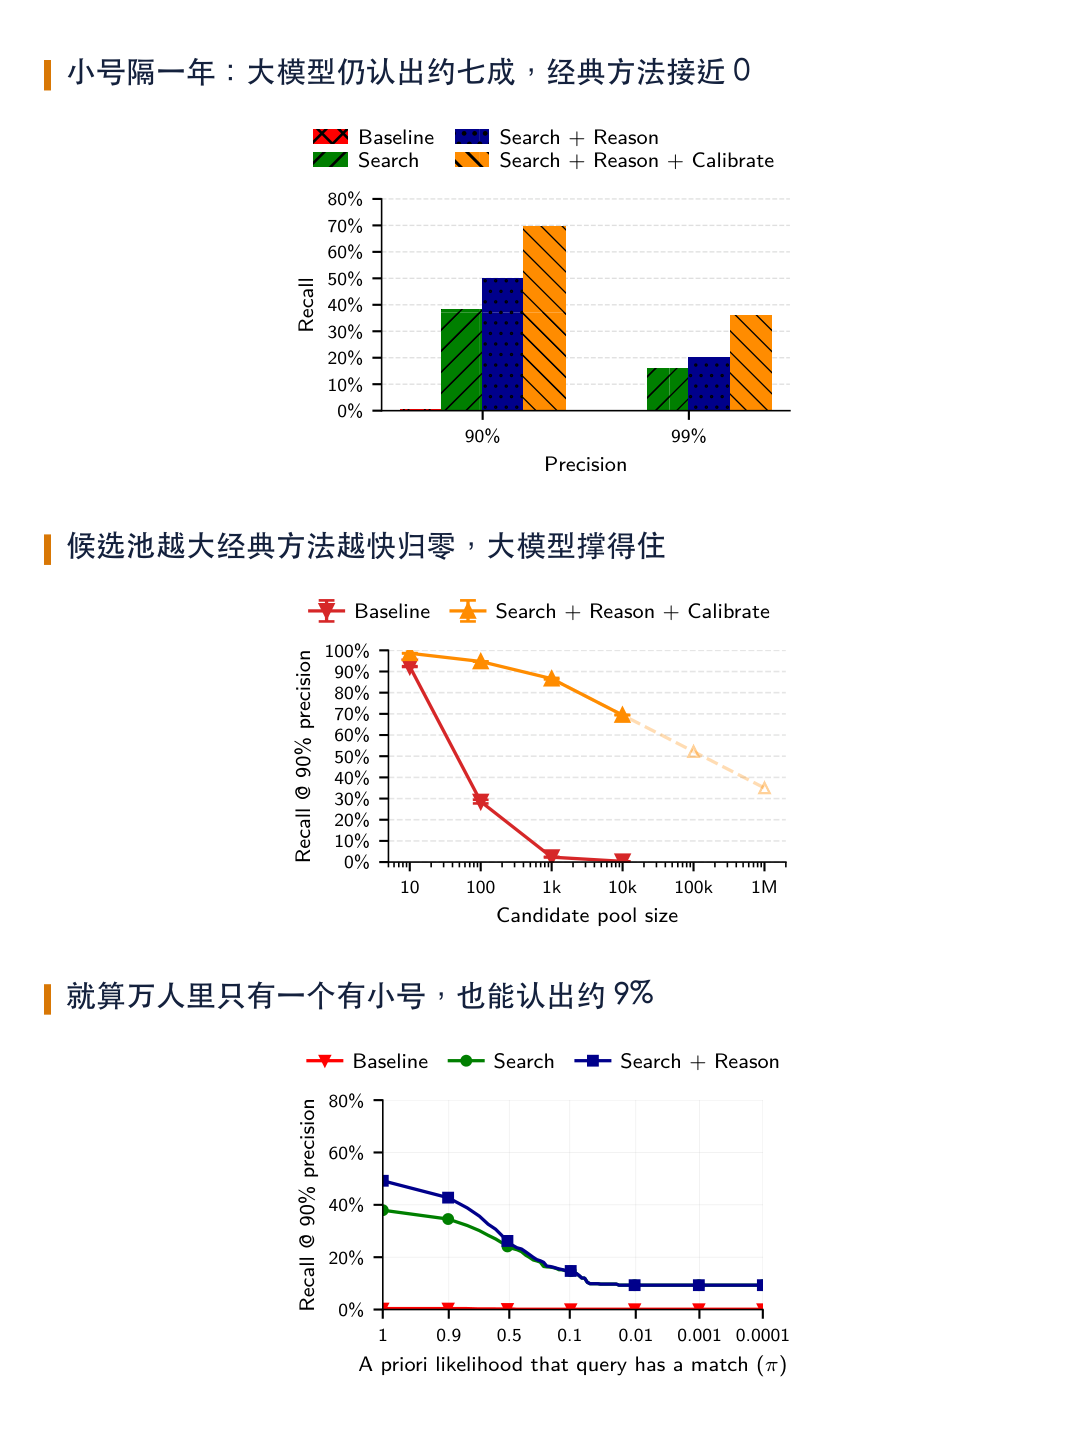 小号隔一年：大模型仍认出约七成，经典方法接近 0
Baseline
Search + Reason
Search
Search + Reason + Calibrate
80%
70%
60%
50%
40%
30%
20%
10%
0%
Recall
90%
99%
Precision
候选池越大经典方法越快归零，大模型撑得住
Baseline
Search + Reason + Calibrate
100%
90%
80%
70%
60%
50%
40%
30%
20%
10%
0%
Recall @ 90% precision
10
100
1k
10k
100k
1M
Candidate pool size
就算万人里只有一个有小号，也能认出约 9%
Baseline
Search
Search + Reason
80%
60%
40%
20%
0%
Recall @ 90% precision
1
0.9
0.5
0.1
0.01
0.001
0.0001
A priori likelihood that query has a match (π)